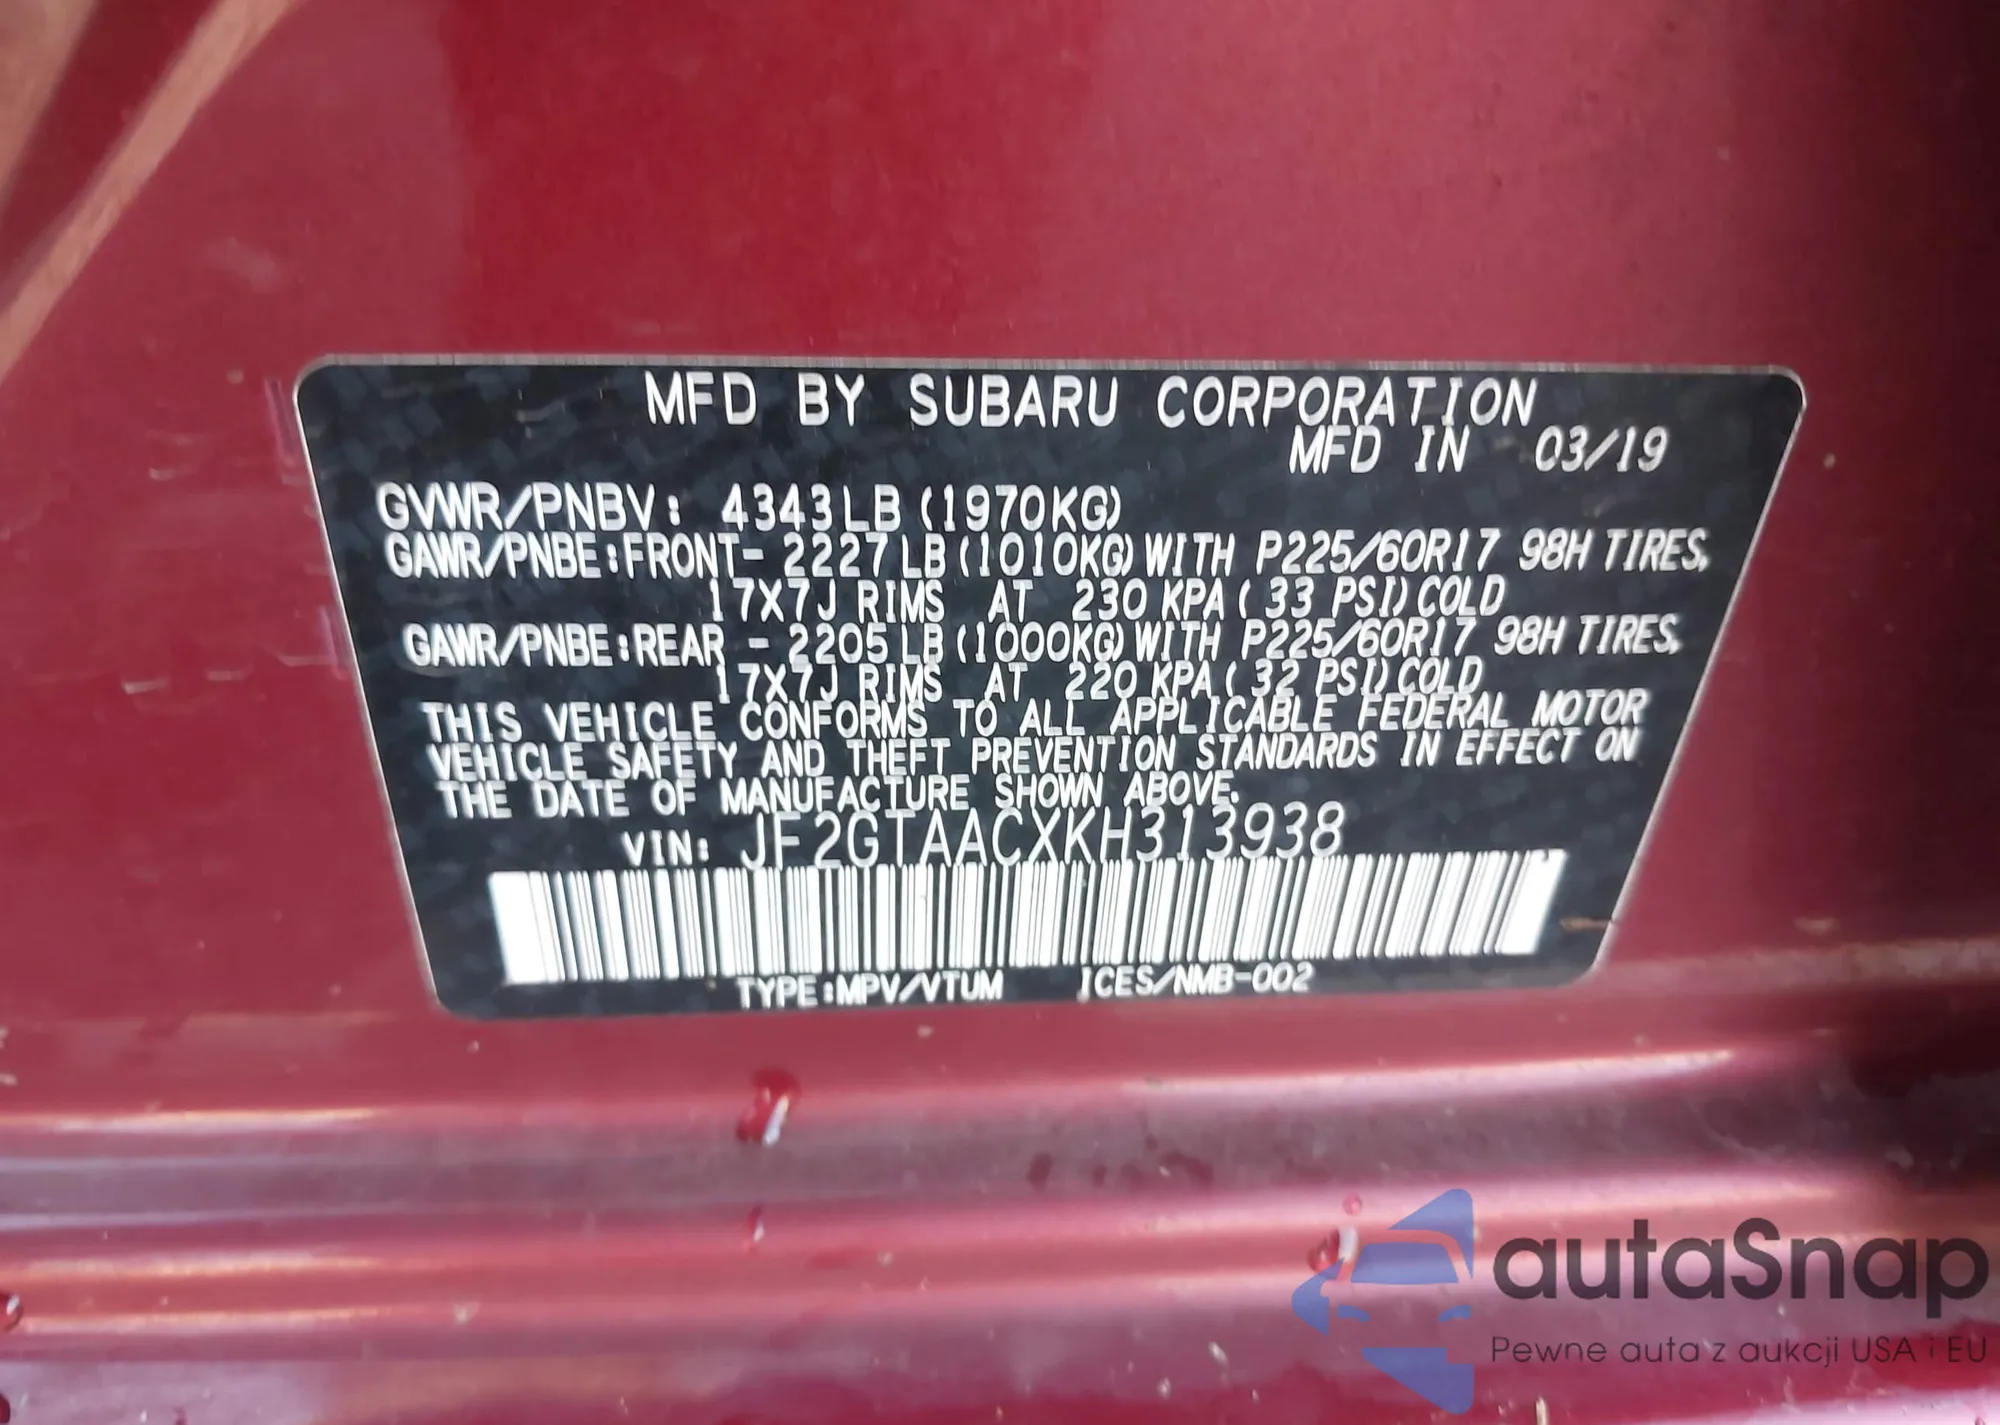 MFD BY SUBARU CORPORATION
MFD IN 03/19
GVWR/PNBV: 4343LB (1970KG)
GAWR/PNBE:FRONT- 2227LB (1010KG) WITH P225/60R17 98H TIRES,
17X7J RIMS AT 230 KPA ( 33 PSI) COLD
GAWR/PNBE:REAR - 2205LB (1000KG) WITH P225/60R17 98H TIRES,
17X7J RIMS AT 220 KPA ( 32 PSI) COLD
THIS VEHICLE CONFORMS TO ALL APPLICABLE FEDERAL MOTOR
VEHICLE SAFETY AND THEFT PREVENTION STANDARDS IN EFFECT ON
THE DATE OF MANUFACTURE SHOWN ABOVE.
VIN: JF2GTAACXKH313938
TYPE:MPV/VTUM ICES/NMB-002
autaSnap
Pewne auta z aukcji USA i EU